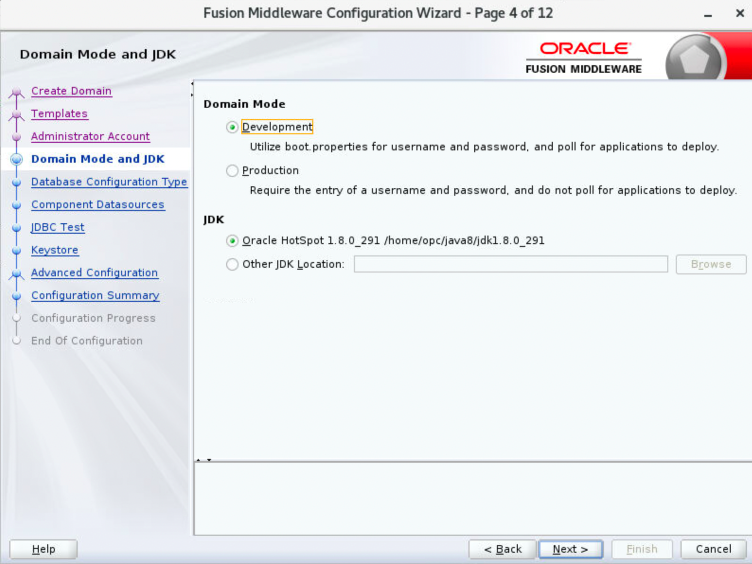 Fusion Middleware Configuration Wizard - Page 4 of 12
Domain Mode and JDK
ORACLE
FUSION MIDDLEWARE
Create Domain
Templates
Administrator Account
Domain Mode and JDK
Database Configuration Type
Component Datasources
JDBC Test
Keystore
Advanced Configuration
Configuration Summary
Configuration Progress
End Of Configuration
Domain Mode
Development
Utilize boot.properties for username and password, and poll for applications to deploy.
Production
Require the entry of a username and password, and do not poll for applications to deploy.
JDK
Oracle HotSpot 1.8.0_291 /home/opc/java8/jdk1.8.0_291
Other JDK Location:
Browse
Help
< Back
Next >
Finish
Cancel